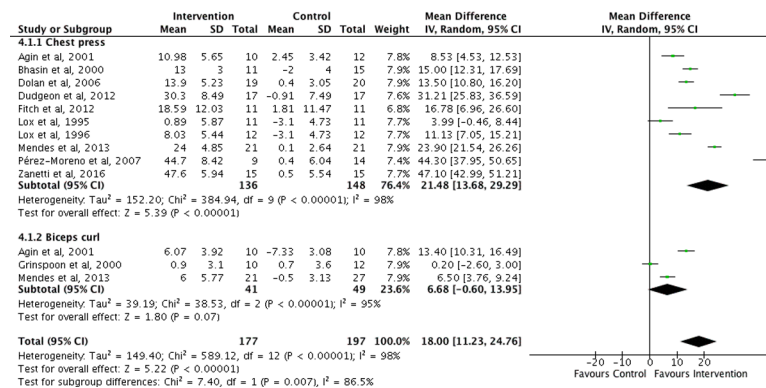 Intervention Control Mean Difference Mean Difference
Study or Subgroup Mean SD Total Mean SD Total Weight IV, Random, 95% CI IV, Random, 95% CI
4.1.1 Chest press
Agin et al, 2001 10.98 5.65 10 2.45 3.42 12 7.8% 8.53 [4.53, 12.53]
Bhasin et al, 2000 13 3 11 -2 4 15 7.9% 15.00 [12.31, 17.69]
Dolan et al, 2006 13.9 5.23 19 0.4 3.05 20 7.9% 13.50 [10.80, 16.20]
Dudgeon et al, 2012 30.3 8.49 17 -0.91 7.49 17 7.7% 31.21 [25.83, 36.59]
Fitch et al, 2012 18.59 12.03 11 1.81 11.47 11 6.8% 16.78 [6.96, 26.60]
Lox et al, 1995 0.89 5.87 11 -3.1 4.73 11 7.7% 3.99 [-0.46, 8.44]
Lox et al, 1996 8.03 5.44 12 -3.1 4.73 12 7.7% 11.13 [7.05, 15.21]
Mendes et al, 2013 24 4.85 21 0.1 2.64 21 7.9% 23.90 [21.54, 26.26]
Pérez-Moreno et al, 2007 44.7 8.42 9 0.4 6.04 14 7.6% 44.30 [37.95, 50.65]
Zanetti et al, 2016 47.6 5.94 15 0.5 5.54 15 7.7% 47.10 [42.99, 51.21]
Subtotal (95% CI) 136 148 76.4% 21.48 [13.68, 29.29]
Heterogeneity: Tau² = 152.20; Chi² = 384.94, df = 9 (P < 0.00001); I² = 98%
Test for overall effect: Z = 5.39 (P < 0.00001)
4.1.2 Biceps curl
Agin et al, 2001 6.07 3.92 10 -7.33 3.08 10 7.8% 13.40 [10.31, 16.49]
Grinspoon et al, 2000 0.9 3.1 10 0.7 3.6 12 7.9% 0.20 [-2.60, 3.00]
Mendes et al, 2013 6 5.77 21 -0.5 3.13 27 7.9% 6.50 [3.76, 9.24]
Subtotal (95% CI) 41 49 23.6% 6.68 [-0.60, 13.95]
Heterogeneity: Tau² = 39.19; Chi² = 38.53, df = 2 (P < 0.00001); I² = 95%
Test for overall effect: Z = 1.80 (P = 0.07)
Total (95% CI) 177 197 100.0% 18.00 [11.23, 24.76]
Heterogeneity: Tau² = 149.40; Chi² = 589.12, df = 12 (P < 0.00001); I² = 98%
Test for overall effect: Z = 5.22 (P < 0.00001)
Test for subgroup differences: Chi² = 7.40, df = 1 (P = 0.007), I² = 86.5%
-20 -10 0 10 20
Favours Control Favours Intervention